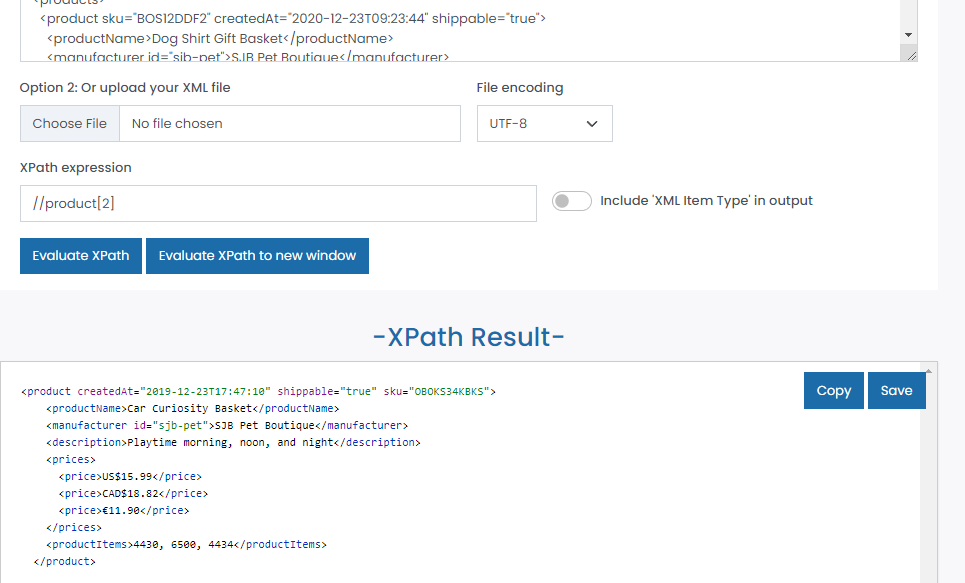 <products>
<product sku="BOS12DDF2" createdAt="2020-12-23T09:23:44" shippable="true">
<productName>Dog Shirt Gift Basket</productName>
<manufacturer id="sjb-pet">SJB Pet Boutique</manufacturer>
Option 2: Or upload your XML file
File encoding
Choose File No file chosen
UTF-8
XPath expression
//product[2]
Include 'XML Item Type' in output
Evaluate XPath
Evaluate XPath to new window
-XPath Result-
Copy
Save
<product createdAt="2019-12-23T17:47:10" shippable="true" sku="OBOKS34KBKS">
<productName>Car Curiosity Basket</productName>
<manufacturer id="sjb-pet">SJB Pet Boutique</manufacturer>
<description>Playtime morning, noon, and night</description>
<prices>
<price>US$15.99</price>
<price>CAD$18.82</price>
<price>€11.90</price>
</prices>
<productItems>4430, 6500, 4434</productItems>
</product>